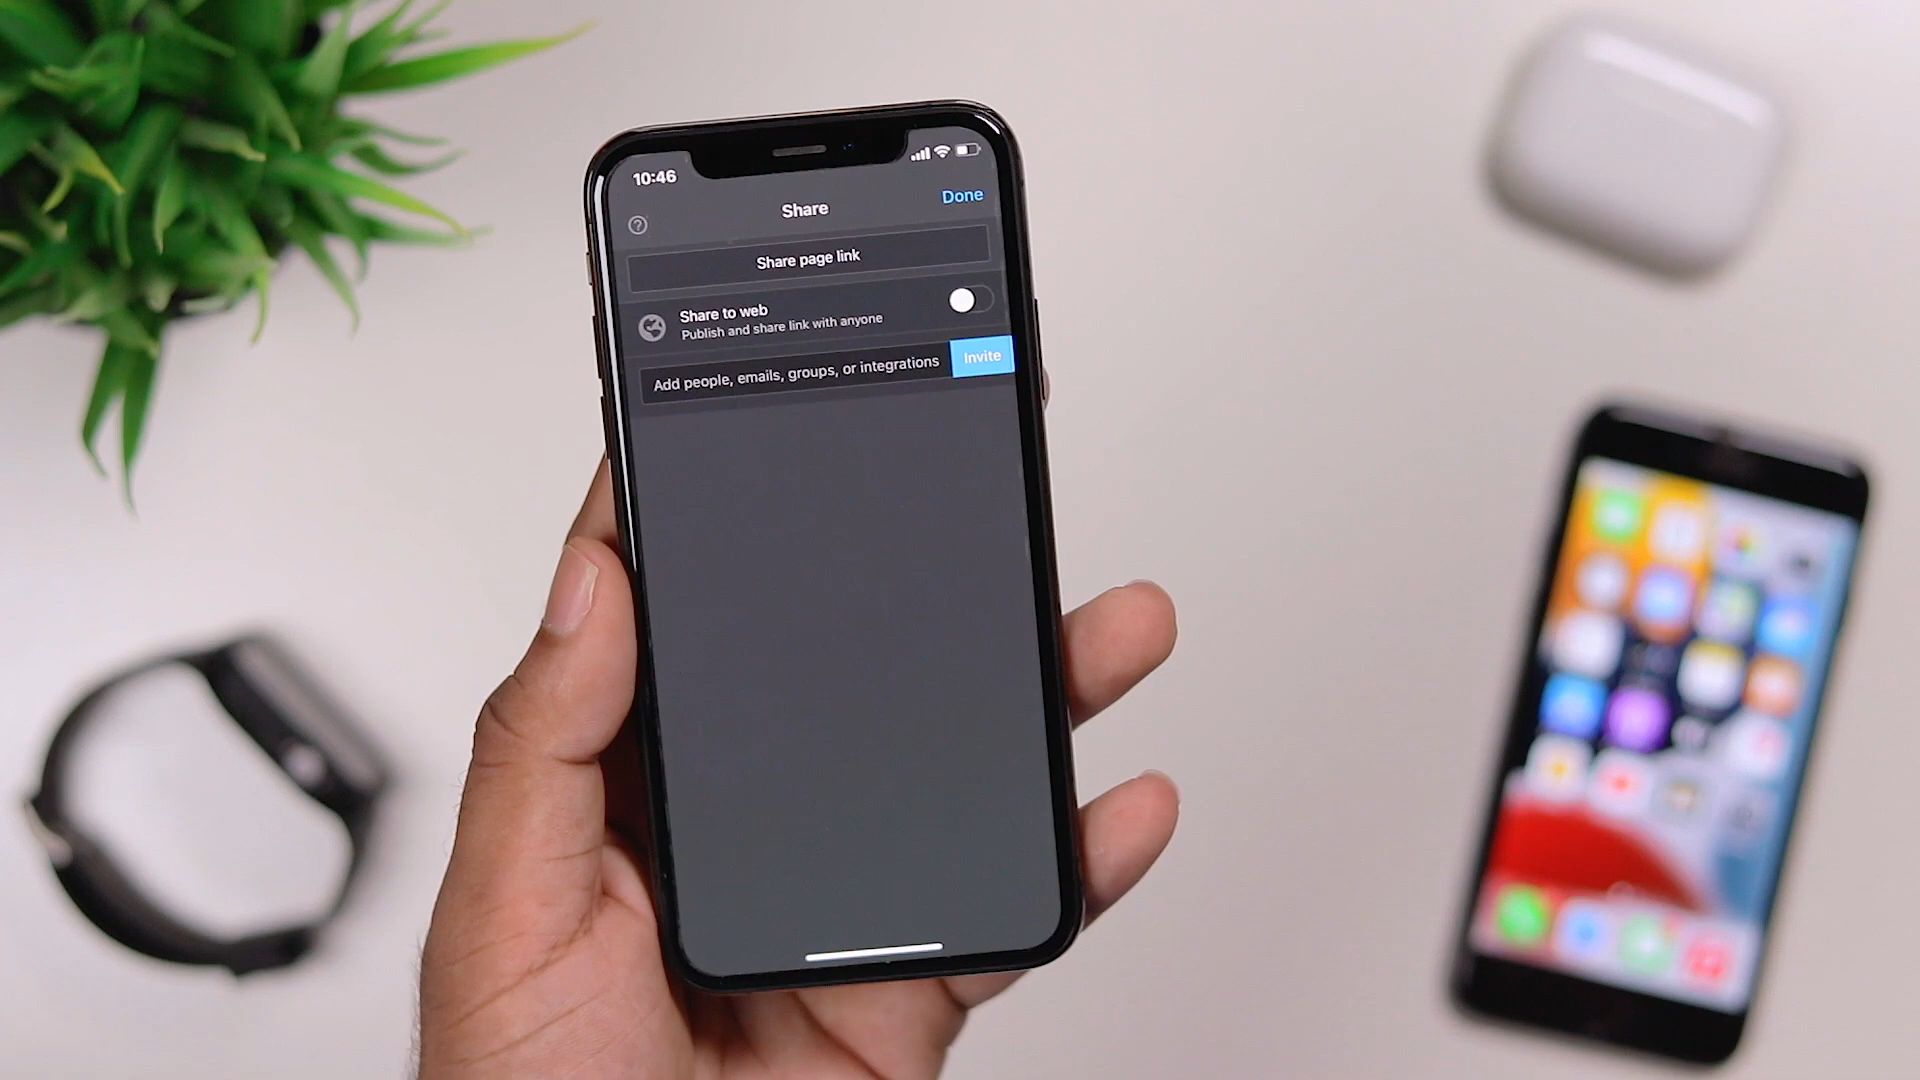 10:46
Done
Share
Share page link
Share to web
Publish and share link with anyone
Add people, emails, groups, or integrations
Invite